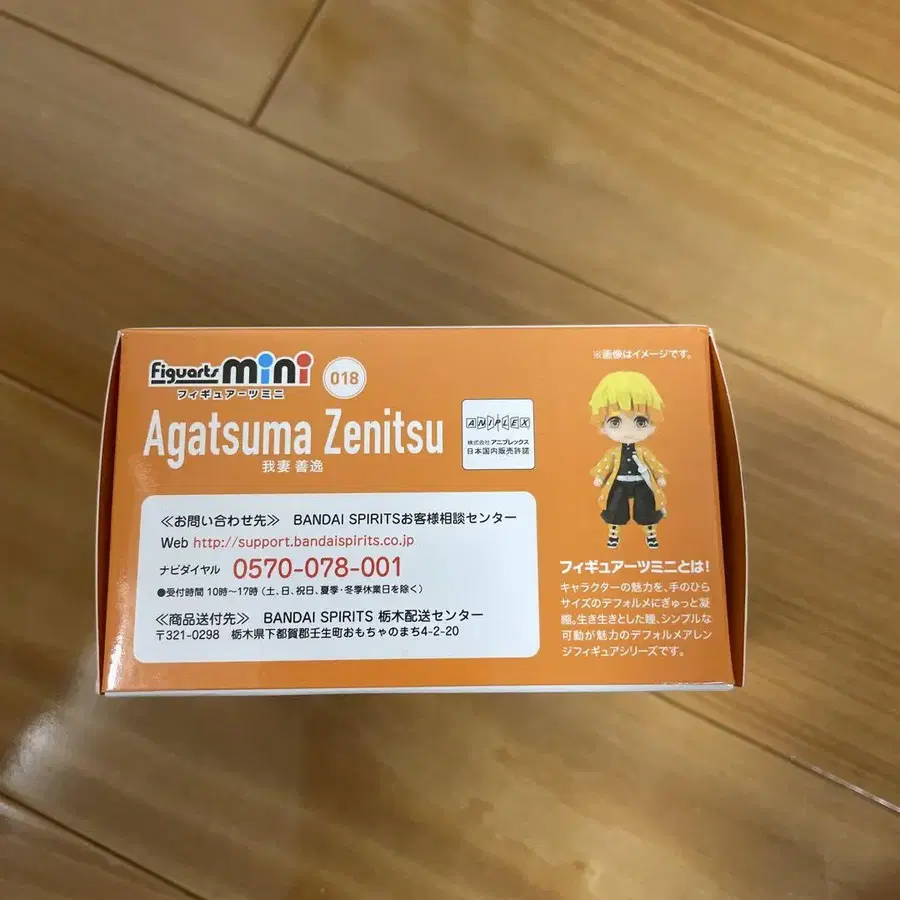 Figuarts mini
フィギュアーツミニ
018
Agatsuma Zenitsu
我妻 善逸
ANIPLEX
株式会社 アニプレックス
日本国内販売許諾
≪お問い合わせ先≫ BANDAI SPIRITSお客様相談センター
Web http://support.bandaispirits.co.jp
ナビダイヤル 0570-078-001
●受付時間 10時~17時 (土、日、祝日、夏季・冬季休業日を除く)
≪商品送付先≫ BANDAI SPIRITS 栃木配送センター
〒321-0298 栃木県下都賀郡壬生町おもちゃのまち4-2-20
※画像はイメージです。
フィギュアーツミニとは!
キャラクターの魅力を、手のひら
サイズのデフォルメにぎゅっと凝
縮。生き生きとした瞳、シンプルな
可動が魅力のデフォルメアレン
ジフィギュアシリーズです。